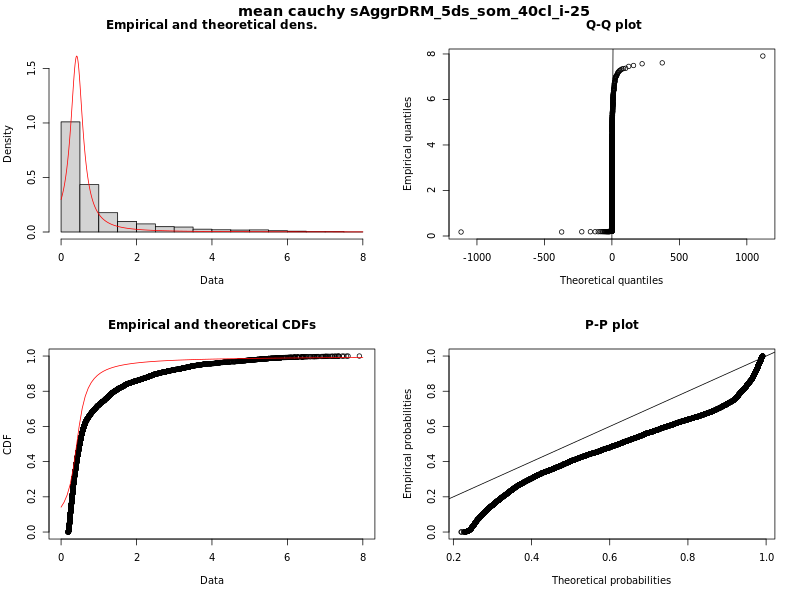 mean cauchy sAggrDRM_5ds_som_40cl_i-25
Empirical and theoretical dens.
Density
0.0 0.5 1.0 1.5
0 2 4 6 8
Data
Q-Q plot
Empirical quantiles
0 2 4 6 8
-1000 -500 0 500 1000
Theoretical quantiles
Empirical and theoretical CDFs
CDF
0.0 0.2 0.4 0.6 0.8 1.0
0 2 4 6 8
Data
P-P plot
Empirical probabilities
0.0 0.2 0.4 0.6 0.8 1.0
0.2 0.4 0.6 0.8 1.0
Theoretical probabilities